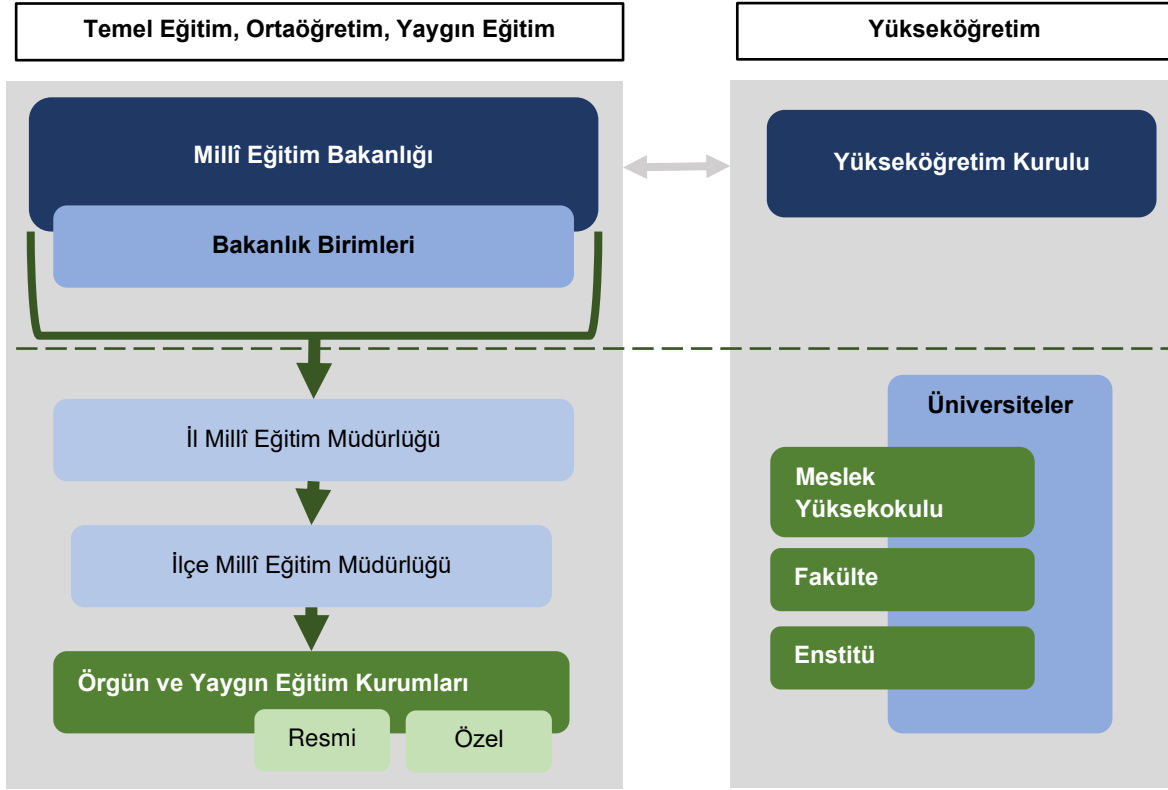 Temel Eğitim, Ortaöğretim, Yaygın Eğitim
Millî Eğitim Bakanlığı
Bakanlık Birimleri
İl Millî Eğitim Müdürlüğü
İlçe Millî Eğitim Müdürlüğü
Örgün ve Yaygın Eğitim Kurumları
Resmi
Özel
Yükseköğretim
Yükseköğretim Kurulu
Üniversiteler
Meslek
Yüksekokulu
Fakülte
Enstitü